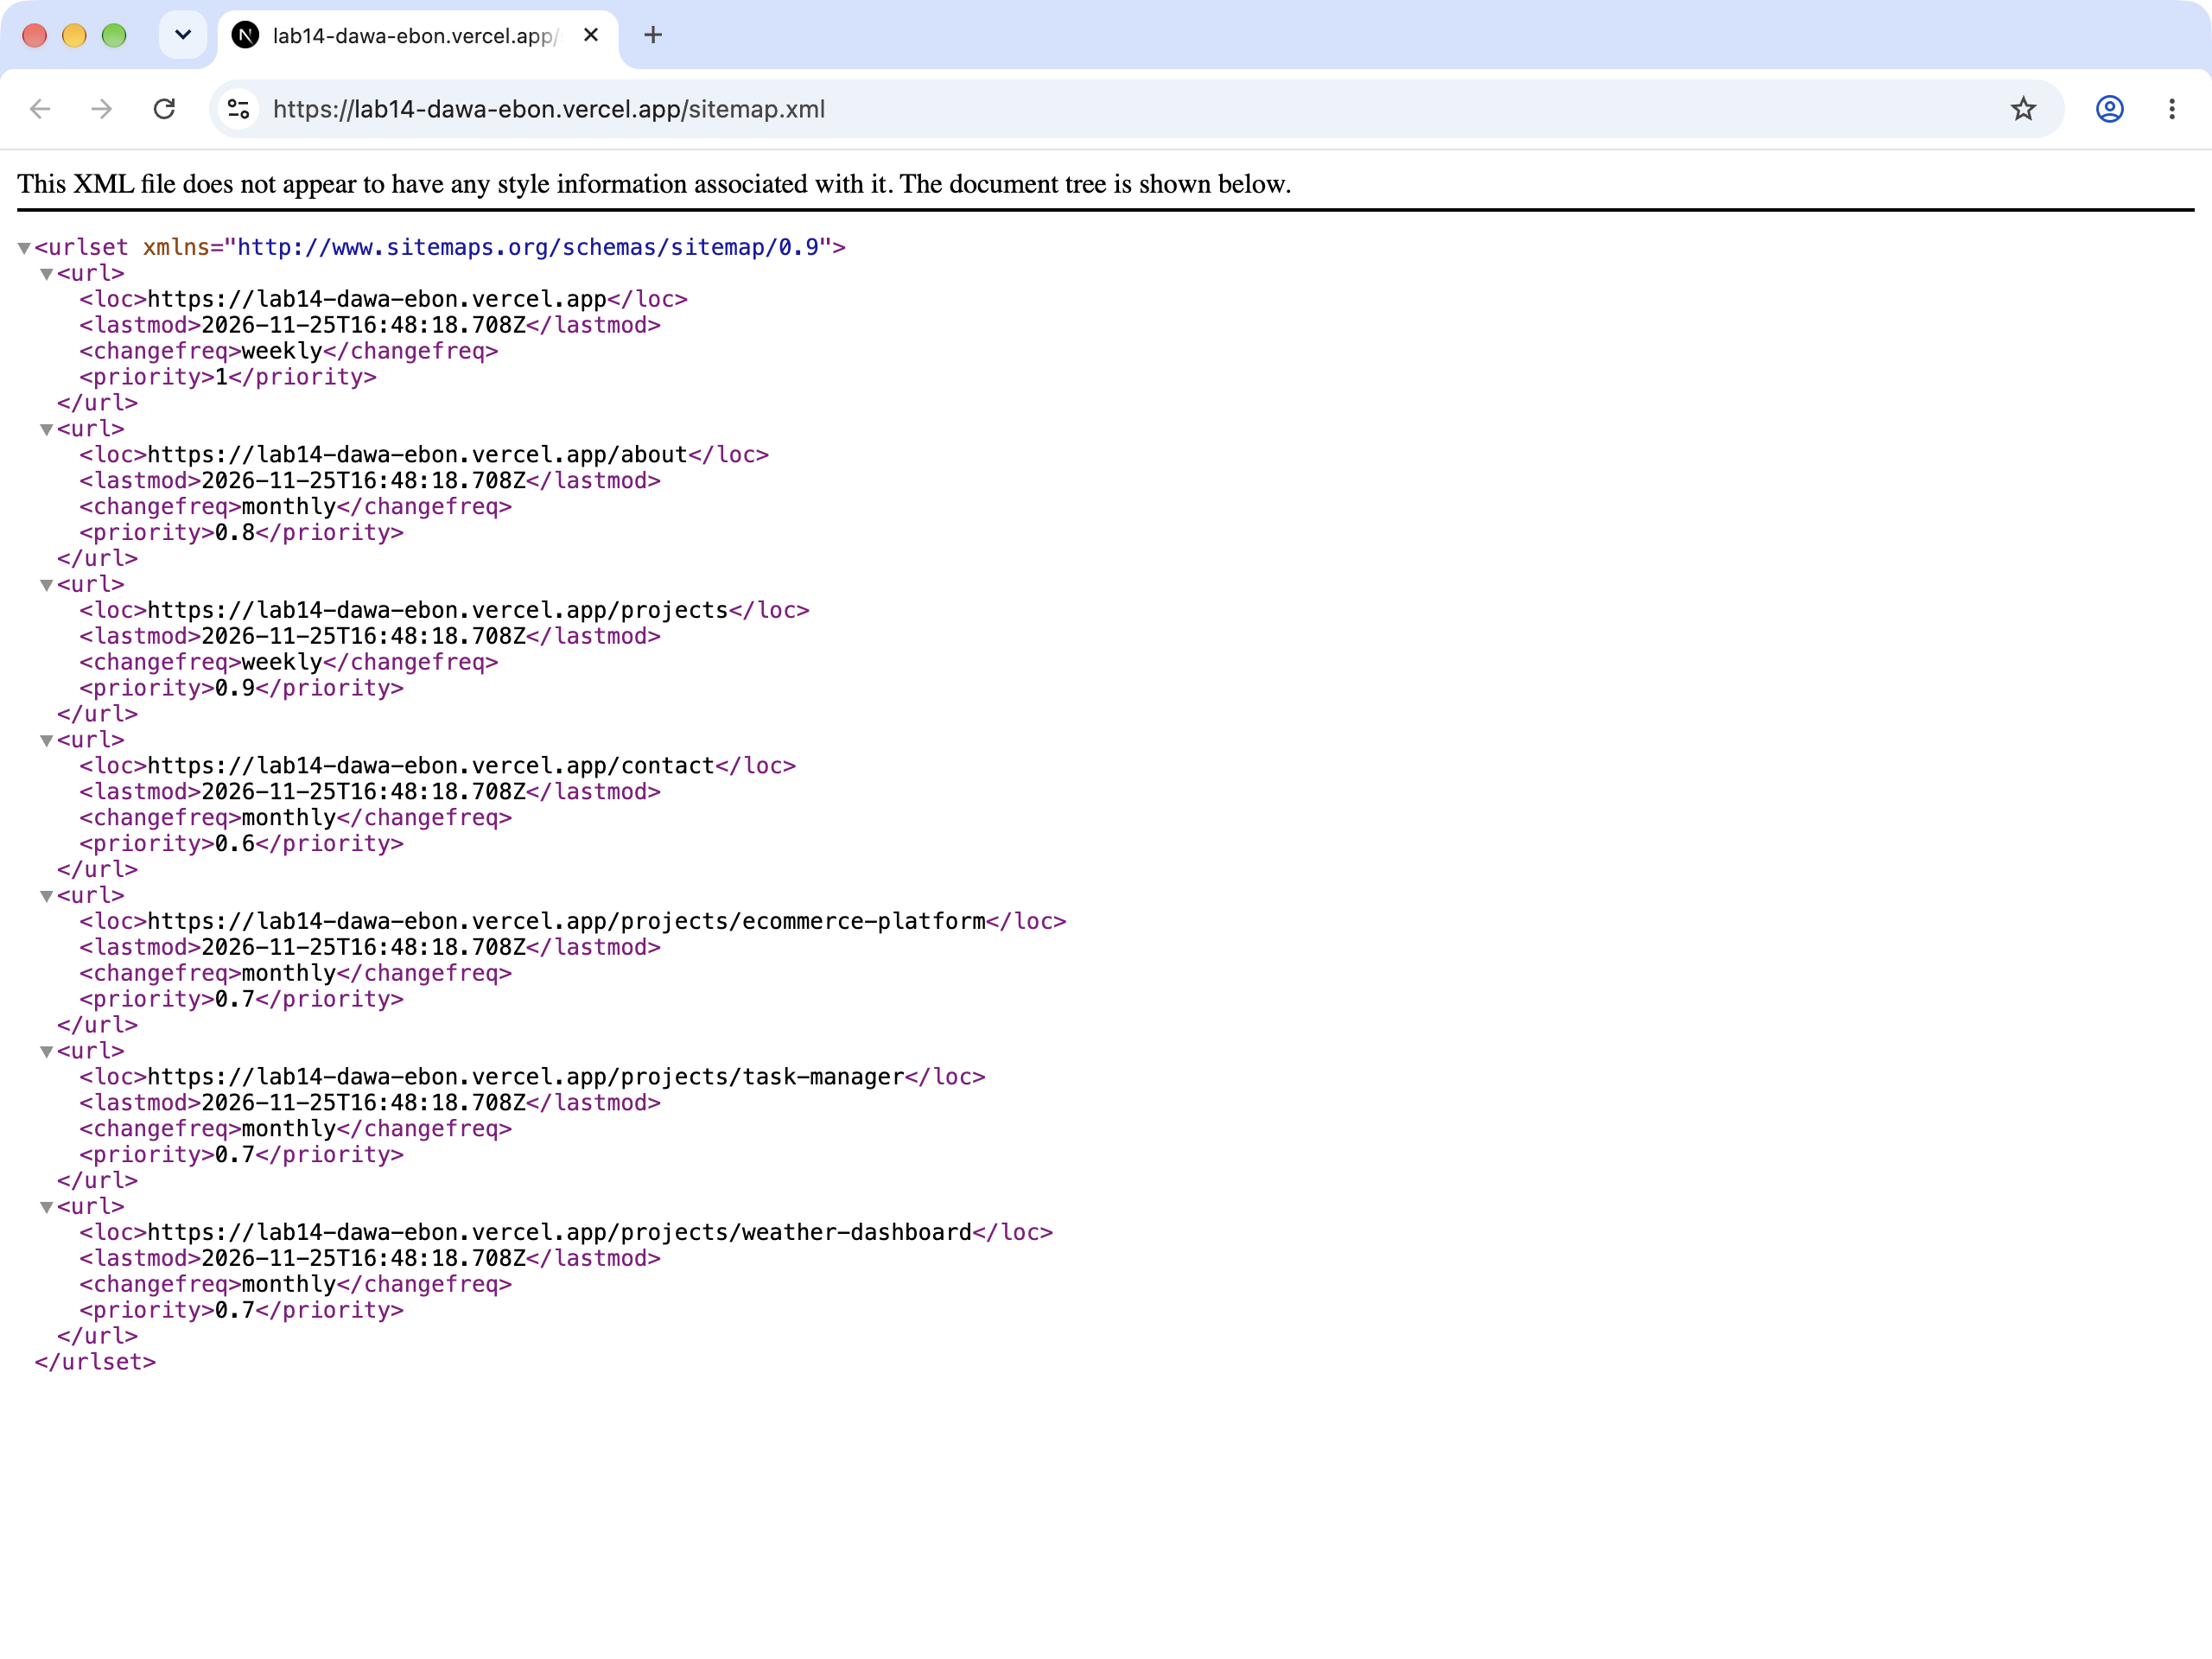 lab14-dawa-ebon.vercel.app/
https://lab14-dawa-ebon.vercel.app/sitemap.xml
This XML file does not appear to have any style information associated with it. The document tree is shown below.
<urlset xmlns="http://www.sitemaps.org/schemas/sitemap/0.9">
<url>
<loc>https://lab14-dawa-ebon.vercel.app</loc>
<lastmod>2026-11-25T16:48:18.708Z</lastmod>
<changefreq>weekly</changefreq>
<priority>1</priority>
</url>
<url>
<loc>https://lab14-dawa-ebon.vercel.app/about</loc>
<lastmod>2026-11-25T16:48:18.708Z</lastmod>
<changefreq>monthly</changefreq>
<priority>0.8</priority>
</url>
<url>
<loc>https://lab14-dawa-ebon.vercel.app/projects</loc>
<lastmod>2026-11-25T16:48:18.708Z</lastmod>
<changefreq>weekly</changefreq>
<priority>0.9</priority>
</url>
<url>
<loc>https://lab14-dawa-ebon.vercel.app/contact</loc>
<lastmod>2026-11-25T16:48:18.708Z</lastmod>
<changefreq>monthly</changefreq>
<priority>0.6</priority>
</url>
<url>
<loc>https://lab14-dawa-ebon.vercel.app/projects/ecommerce-platform</loc>
<lastmod>2026-11-25T16:48:18.708Z</lastmod>
<changefreq>monthly</changefreq>
<priority>0.7</priority>
</url>
<url>
<loc>https://lab14-dawa-ebon.vercel.app/projects/task-manager</loc>
<lastmod>2026-11-25T16:48:18.708Z</lastmod>
<changefreq>monthly</changefreq>
<priority>0.7</priority>
</url>
<url>
<loc>https://lab14-dawa-ebon.vercel.app/projects/weather-dashboard</loc>
<lastmod>2026-11-25T16:48:18.708Z</lastmod>
<changefreq>monthly</changefreq>
<priority>0.7</priority>
</url>
</urlset>